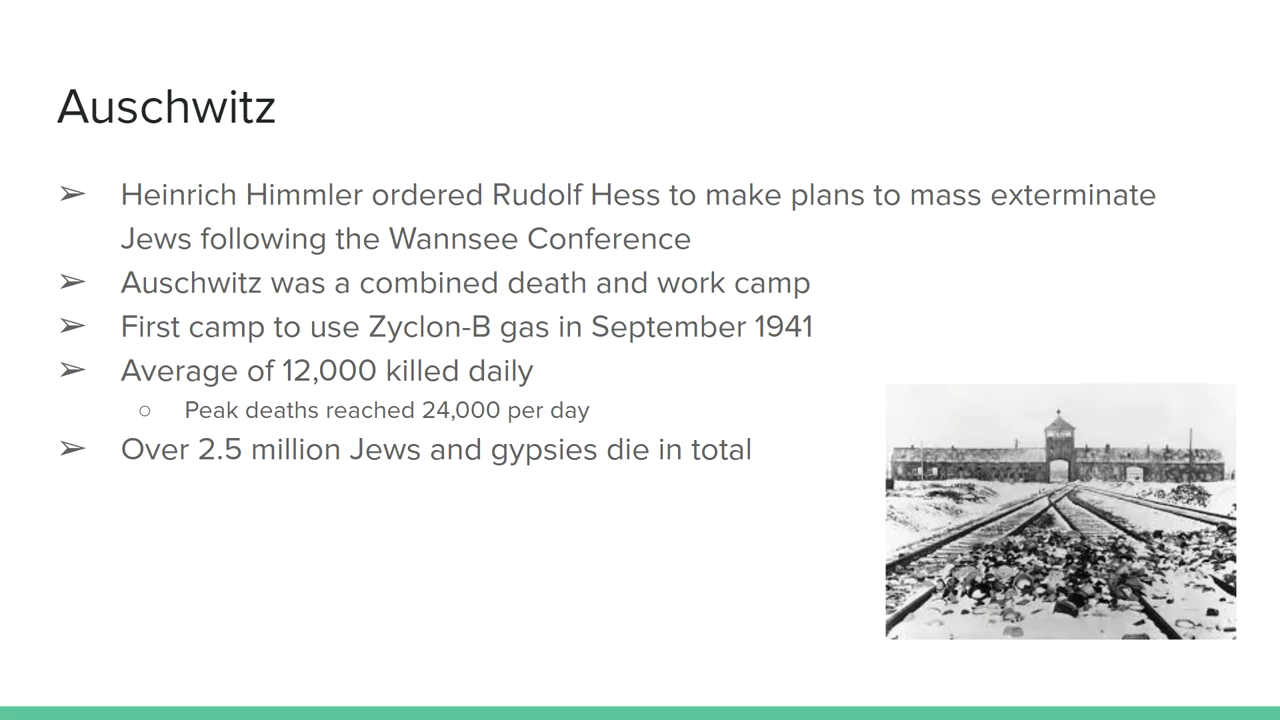 Auschwitz
➢ Heinrich Himmler ordered Rudolf Hess to make plans to mass exterminate
Jews following the Wannsee Conference
➢ Auschwitz was a combined death and work camp
➢ First camp to use Zyclon-B gas in September 1941
➢ Average of 12,000 killed daily
○ Peak deaths reached 24,000 per day
➢ Over 2.5 million Jews and gypsies die in total